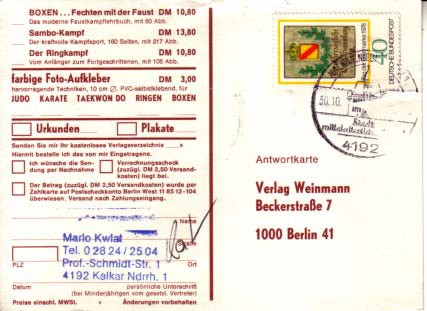 BOXEN ...Fechten mit der Faust DM 10,80
Das moderne Faustkampflehrbuch, mit 60 Abb.
Sambo-Kampf DM 13,80
Der kraftvolle Kampfsport, 160 Seiten, mit 217 Abb.
Der Ringkampf DM 10,80
Vom Anfänger zum Fortgeschrittenen, mit 105 Abb.
farbige Foto-Aufkleber DM 3,00
hervorragende Techniken, 10 cm ∅, PVC-selbstklebend, für
JUDO KARATE TAEKWON DO RINGEN BOXEN
Urkunden Plakate
Senden Sie mir Ihr kostenloses Verlagsverzeichnis
Hiermit bestelle ich das von mir Eingetragene.
Ich wünsche die Sendung per Nachnahme
Verrechnungsscheck (zuzügl. DM 2,50 Versandkosten) liegt bei.
Der Betrag (zuzügl. DM 2,50 Versandkosten) wurde per
Zahlkarte auf Postscheckkonto Berlin West 11 85 12-104
überwiesen. Versand nach Zahlungseingang.
Name
Straße
Mario Kwiat
Tel. 0 28 24 / 25 04
Prof.-Schmidt-Str. 1
4192 Kalkar Ndrrh. 1
PLZ Ort
Datum persönliche Unterschrift
(bei Minderjährigen vom gesetzl. Vertreter)
Preise einschl. MWSt. Änderungen vorbehalten
40
DEUTSCHE BUNDESPOST
30.10.
Stadt
4192
Antwortkarte
Verlag Weinmann
Beckerstraße 7
1000 Berlin 41